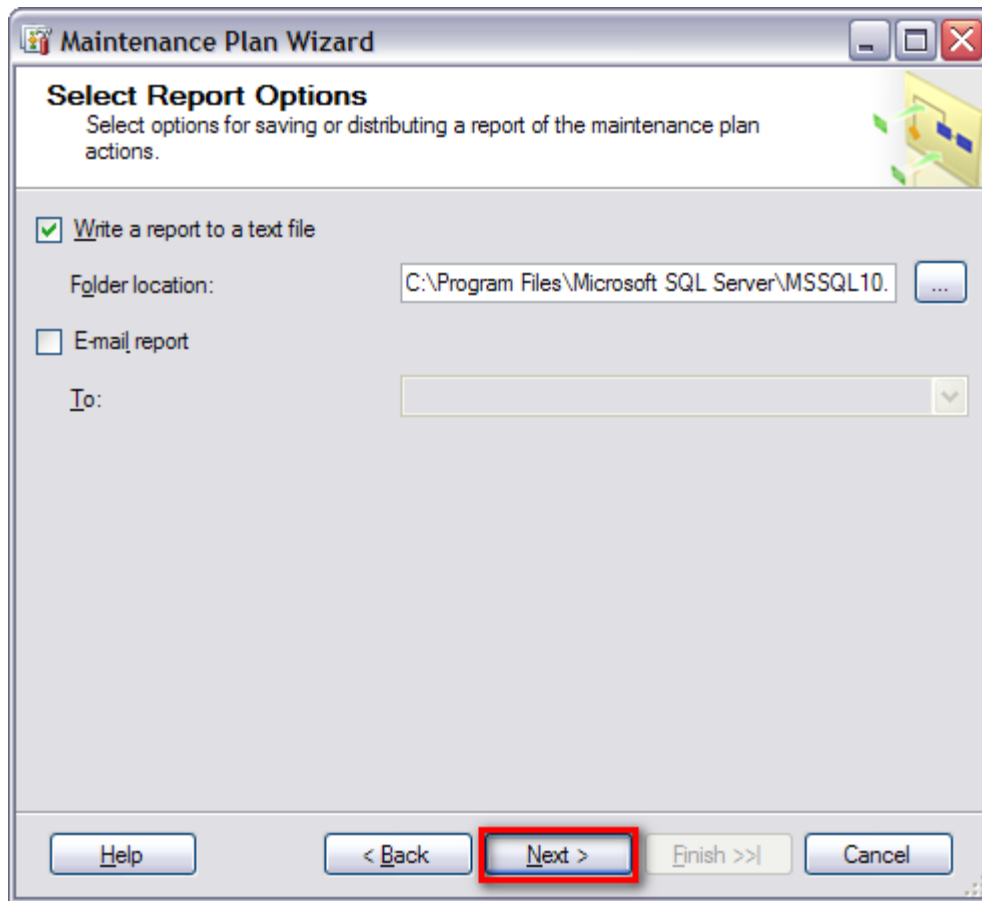 Maintenance Plan Wizard
Select Report Options
Select options for saving or distributing a report of the maintenance plan
actions.
Write a report to a text file
Folder location:
C:\Program Files\Microsoft SQL Server\MSSQL10.
...
E-mail report
To:
Help
< Back
Next >
Finish >>|
Cancel